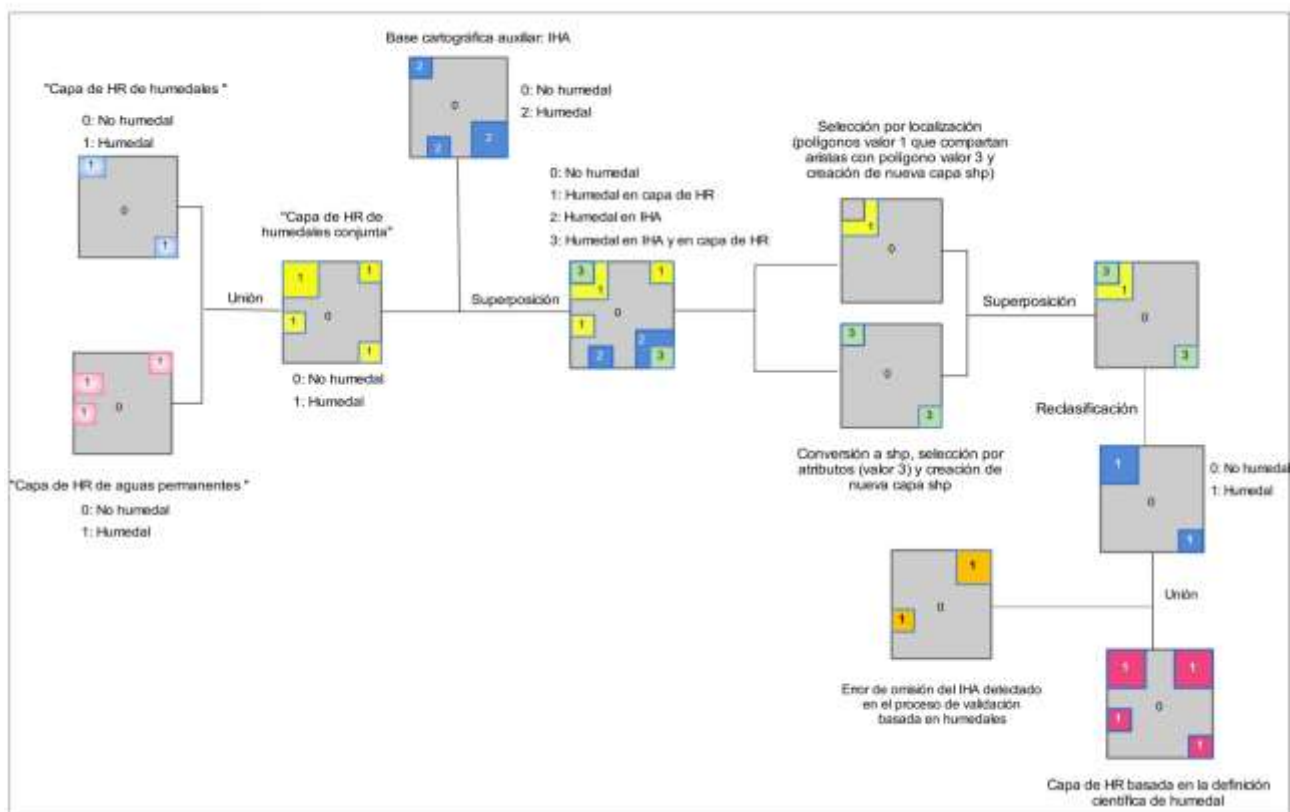 Base cartográfica auxiliar: IHA
2
0
2
2
0: No humedal
2: Humedal
"Capa de HR de humedales "
0: No humedal
1: Humedal
1
0
1
"Capa de HR de aguas permanentes "
0: No humedal
1: Humedal
1
1
1
0
Unión
"Capa de HR de
humedales conjunta"
1
1
1
0
1
0: No humedal
1: Humedal
Superposición
0: No humedal
1: Humedal en capa de HR
2: Humedal en IHA
3: Humedal en IHA y en capa de HR
3
1
1
1
0
2
2
3
Selección por localización
(polígonos valor 1 que compartan
aristas con polígono valor 3 y
creación de nueva capa shp)
1
0
3
0
3
Conversión a shp, selección por
atributos (valor 3) y creación de
nueva capa shp
Superposición
3
1
0
3
Reclasificación
1
0
1
0: No humedal
1: Humedal
Unión
1
0
1
Error de omisión del IHA detectado
en el proceso de validación
basada en humedales
1
1
0
1
1
Capa de HR basada en la definición
científica de humedal